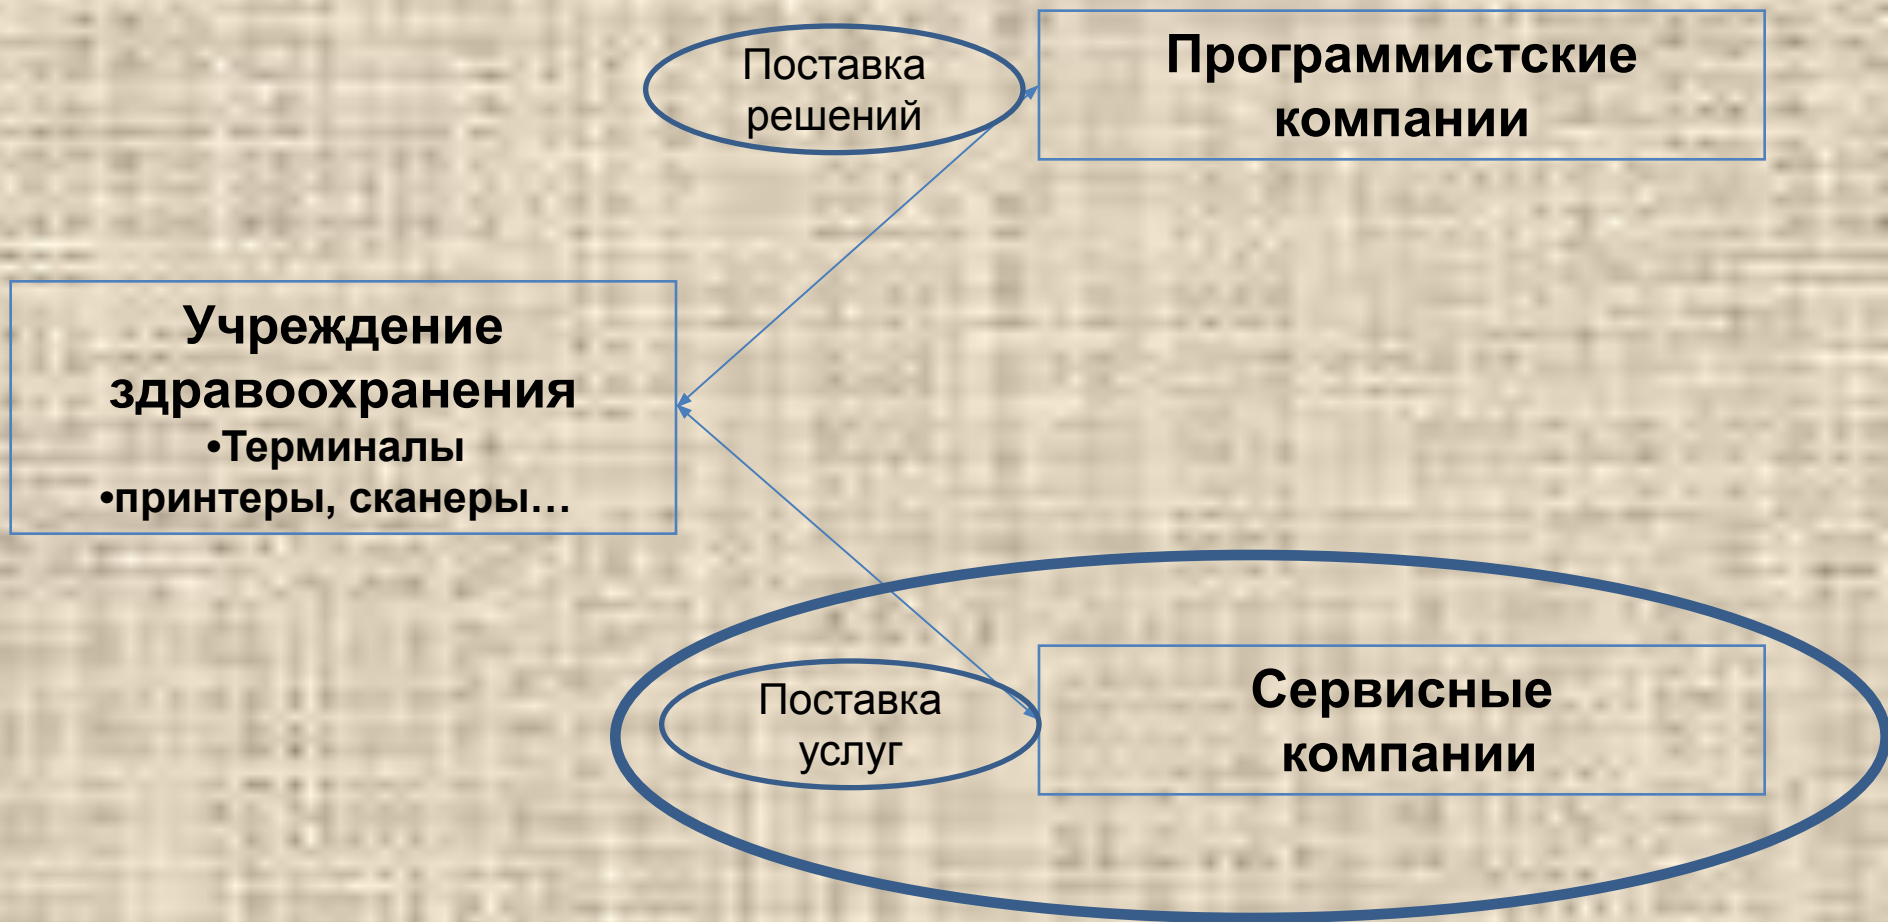 Поставка
решений
Программистские
компании
Учреждение
здравоохранения
•Терминалы
•принтеры, сканеры…
Поставка
услуг
Сервисные
компании